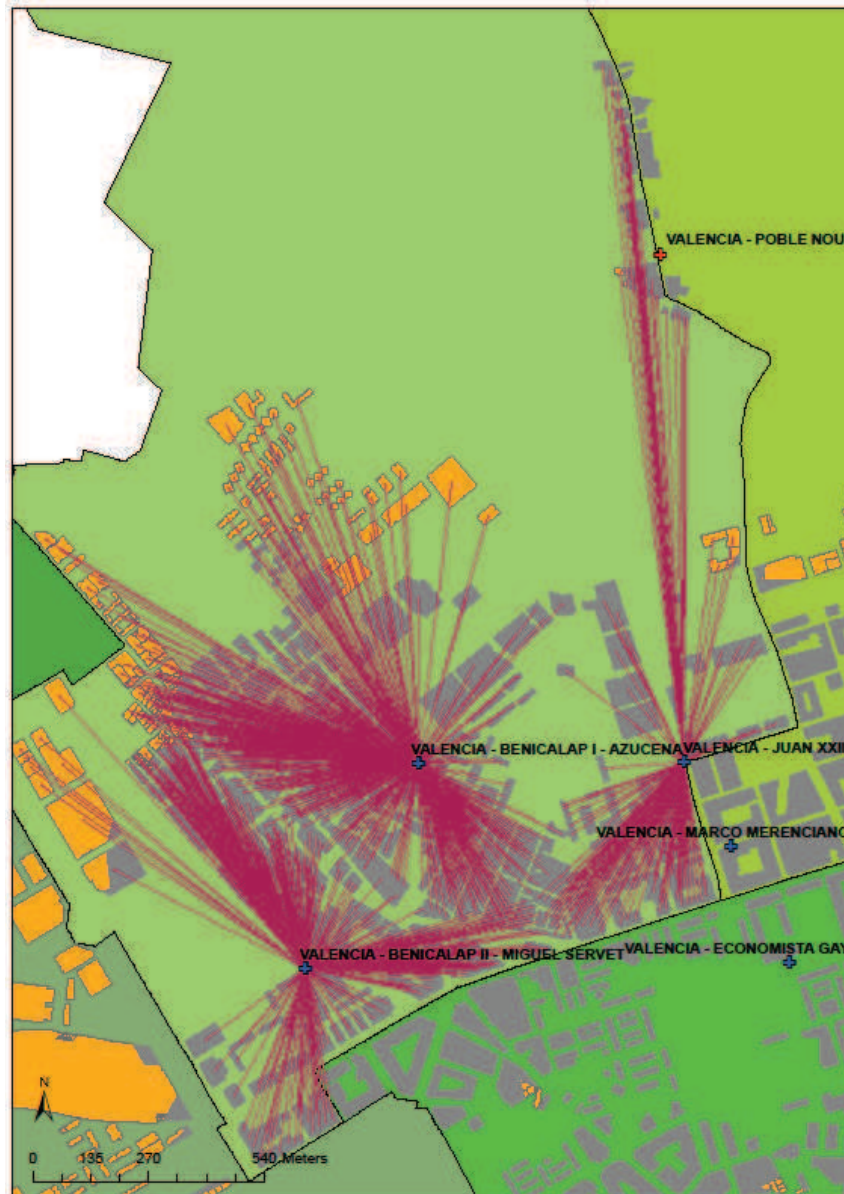 VALENCIA - POBLE NOU
VALENCIA - BENICALAP I - AZUCENA
VALENCIA - JUAN XXIII
VALENCIA - MARCO MERENCIANO
VALENCIA - BENICALAP II - MIGUEL SERVET
VALENCIA - ECONOMISTA GAY
N
0 135 270 540 Meters